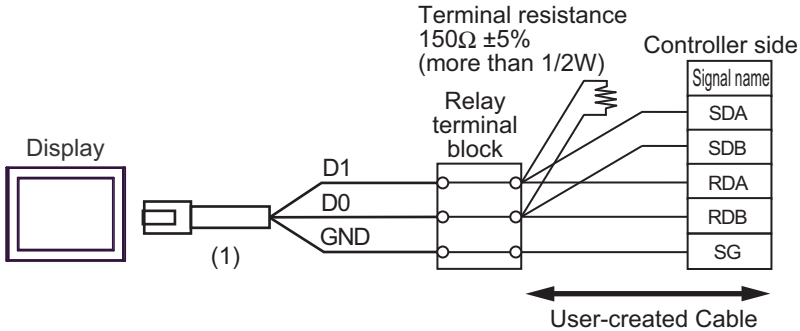 Terminal resistance
150Ω ±5%
(more than 1/2W)
Controller side
Signal name
SDA
SDB
RDA
RDB
SG
Relay
terminal
block
Display
D1
D0
GND
(1)
User-created Cable